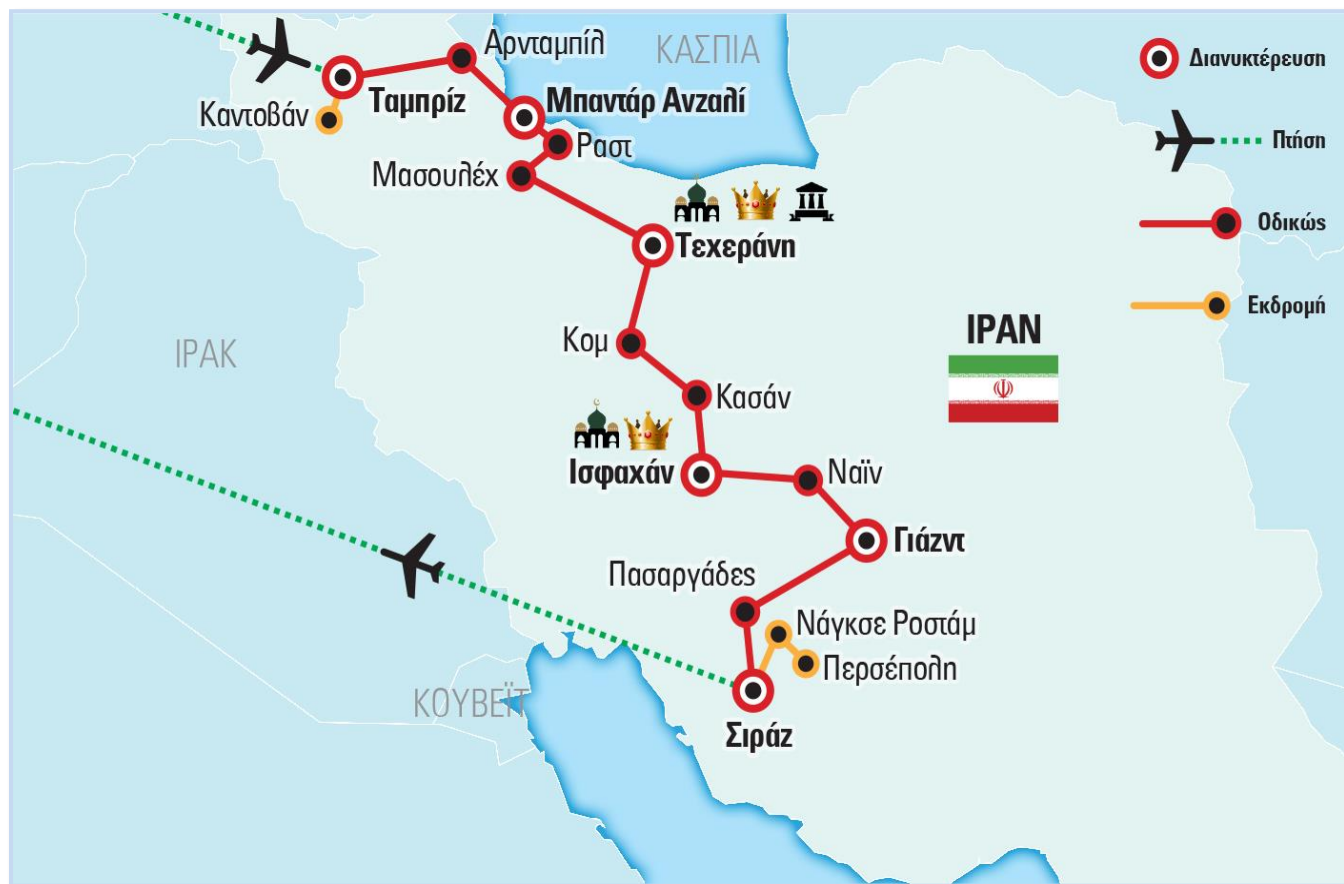 Αρνταμπίλ
ΚΑΣΠΙΑ
Διανυκτέρευση
Ταμπρίζ
Μπαντάρ Ανζαλί
Καντοβάν
Ραστ
Πτήση
Μασουλέχ
Οδικώς
Τεχεράνη
Εκδρομή
ΙΡΑΚ
Κομ
ΙΡΑΝ
Κασάν
Ισφαχάν
Ναϊν
Γιάζντ
Πασαργάδες
Νάγκσε Ροστάμ
Περσέπολη
ΚΟΥΒΕΪΤ
Σιράζ